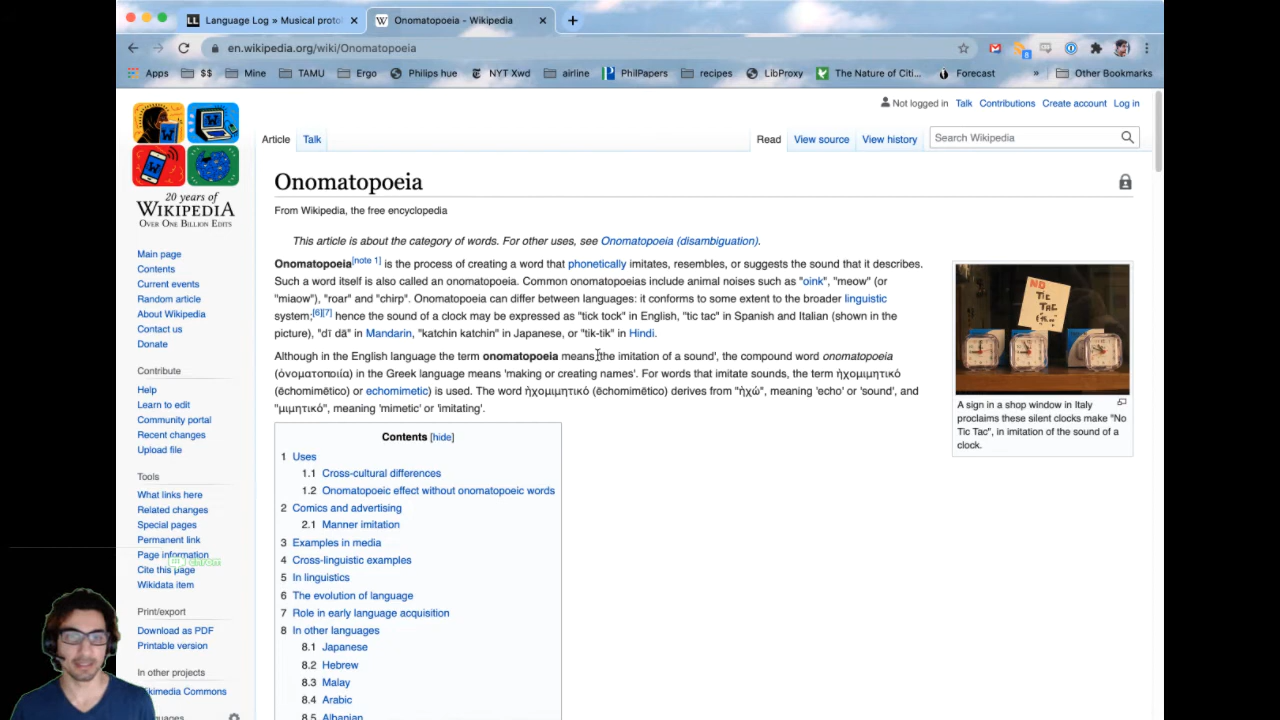 Language Log » Musical proto
Onomatopoeia - Wikipedia
en.wikipedia.org/wiki/Onomatopoeia
8
Apps $$ Mine TAMU Ergo Philips hue NYT Xwd airline PhilPapers recipes LibProxy The Nature of Citi... Forecast » Other Bookmarks
Not logged in Talk Contributions Create account Log in
Article Talk Read View source View history Search Wikipedia
20 years of
WIKIPEDIA
OVER ONE BILLION EDITS
Main page
Contents
Current events
Random article
About Wikipedia
Contact us
Donate
Contribute
Help
Learn to edit
Community portal
Recent changes
Upload file
Tools
What links here
Related changes
Special pages
Permanent link
Page information
Cite this page
Wikidata item
Print/export
Download as PDF
Printable version
In other projects
Wikimedia Commons
Onomatopoeia
From Wikipedia, the free encyclopedia
This article is about the category of words. For other uses, see Onomatopoeia (disambiguation).
Onomatopoeia[note 1] is the process of creating a word that phonetically imitates, resembles, or suggests the sound that it describes.
Such a word itself is also called an onomatopoeia. Common onomatopoeias include animal noises such as "oink", "meow" (or
"miaow"), "roar" and "chirp". Onomatopoeia can differ between languages: it conforms to some extent to the broader linguistic
system;[6][7] hence the sound of a clock may be expressed as "tick tock" in English, "tic tac" in Spanish and Italian (shown in the
picture), "dī dā" in Mandarin, "katchin katchin" in Japanese, or "tik-tik" in Hindi.
Although in the English language the term onomatopoeia means 'the imitation of a sound', the compound word onomatopoeia
(ὀνοματοποιία) in the Greek language means 'making or creating names'. For words that imitate sounds, the term ἠχομιμητικό
(ēchomimētico) or echomimetic) is used. The word ἠχομιμητικό (ēchomimētico) derives from "ἠχώ", meaning 'echo' or 'sound', and
"μιμητικό", meaning 'mimetic' or 'imitating'.
Contents [hide]
1 Uses
1.1 Cross-cultural differences
1.2 Onomatopoeic effect without onomatopoeic words
2 Comics and advertising
2.1 Manner imitation
3 Examples in media
4 Cross-linguistic examples
5 In linguistics
6 The evolution of language
7 Role in early language acquisition
8 In other languages
8.1 Japanese
8.2 Hebrew
8.3 Malay
8.4 Arabic
8.5 Albanian
NO
TIC
TAC
A sign in a shop window in Italy
proclaims these silent clocks make "No
Tic Tac", in imitation of the sound of a
clock.